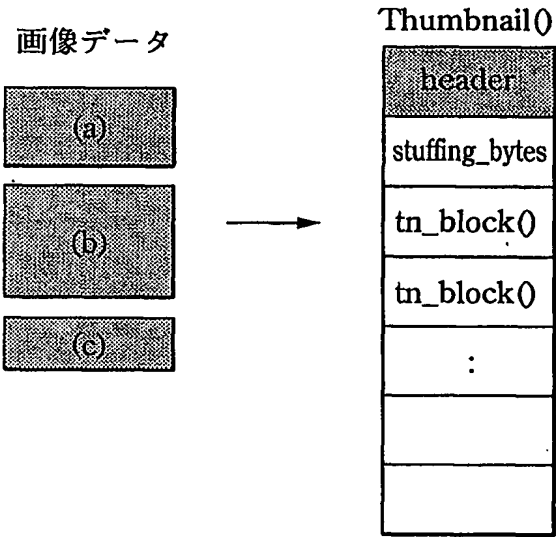 画像データ
(a)
(b)
(c)
Thumbnail()
header
stuffing_bytes
tn_block()
tn_block()
: